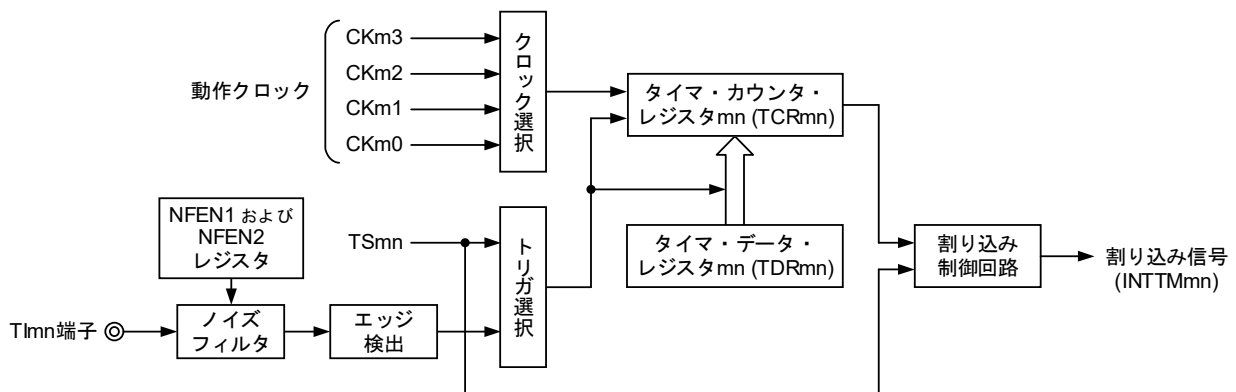 動作クロック
CKm3
CKm2
CKm1
CKm0
クロック選択
タイマ・カウンタ・
レジスタmn (TCRmn)
NFEN1 および
NFEN2
レジスタ
TSmn
トリガ選択
タイマ・データ・
レジスタmn (TDRmn)
割り込み
制御回路
割り込み信号
(INTTMmn)
TImn端子
ノイズ
フィルタ
エッジ
検出